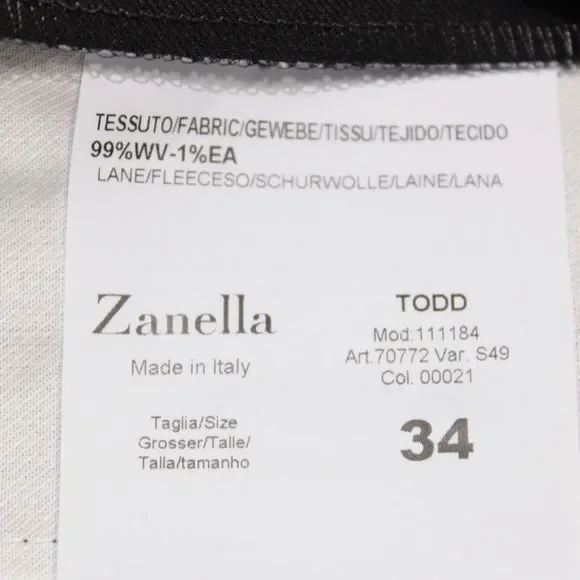 TESSUTO/FABRIC/GEWEBE/TISSU/TEJIDO/TECIDO
99%WV-1%EA
LANE/FLEECESO/SCHURWOLLE/LAINE/LANA
Zanella
Made in Italy
TODD
Mod:111184
Art.70772 Var. S49
Col. 00021
Taglia/Size
Grosser/Talle/
Talla/tamanho
34